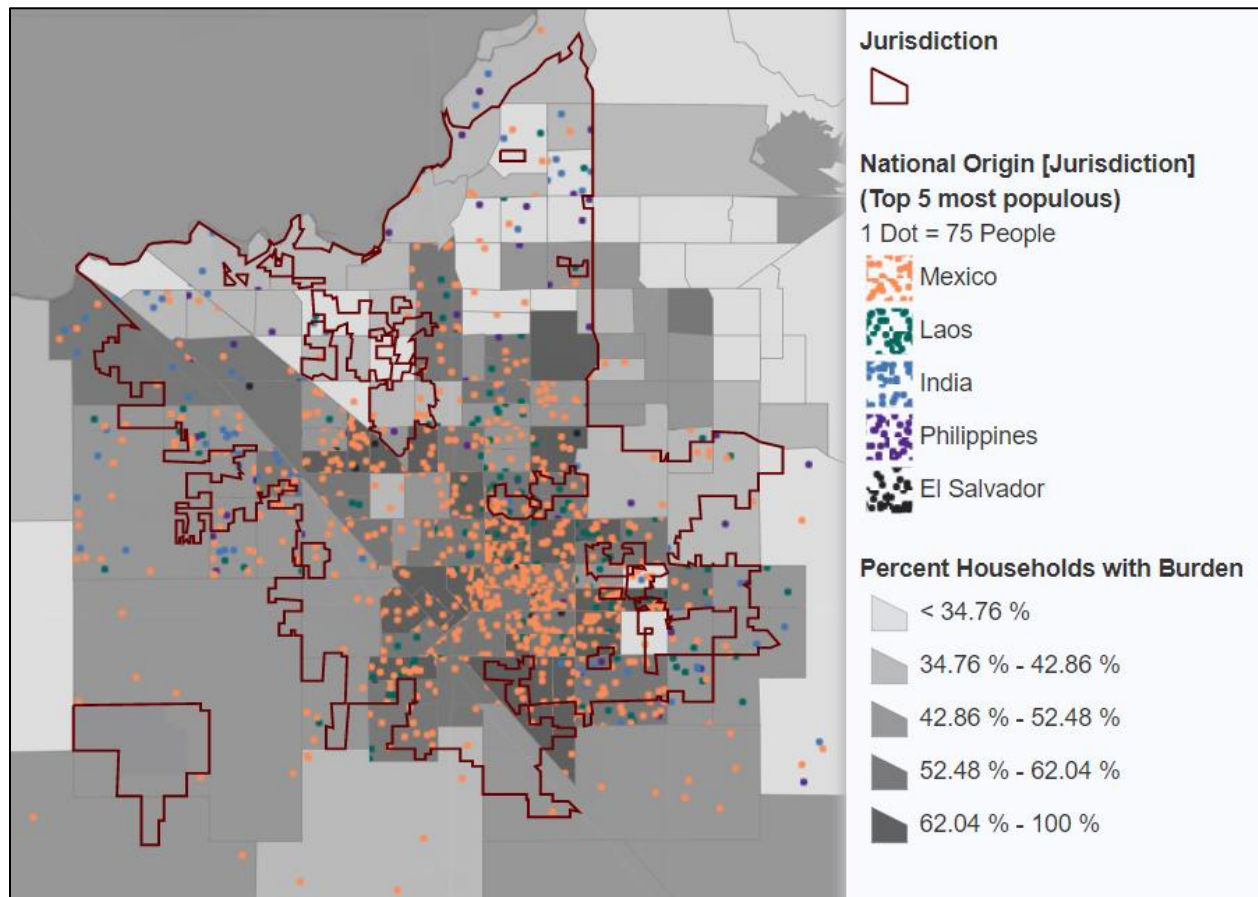 Jurisdiction
National Origin [Jurisdiction]
(Top 5 most populous)
1 Dot = 75 People
Mexico
Laos
India
Philippines
El Salvador
Percent Households with Burden
< 34.76 %
34.76 % - 42.86 %
42.86 % - 52.48 %
52.48 % - 62.04 %
62.04 % - 100 %